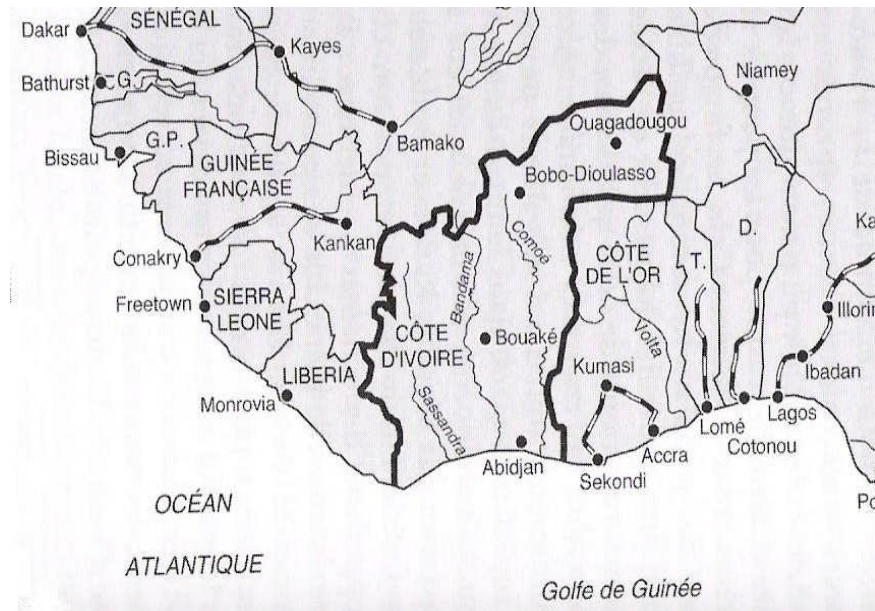 SÉNÉGAL
Dakar
Kayes
Bathurst
G.
Niamey
G.P.
Bissau
Bamako
Ouagadougou
GUINÉE
FRANÇAISE
Bobo-Dioulasso
Kankan
Comoé
Conakry
CÔTE
DE L'OR
D.
T.
Bandama
Freetown
SIERRA
LEONE
Illorin
CÔTE
D'IVOIRE
Bouaké
Volta
Kumasi
Ibadan
LIBERIA
Sassandra
Monrovia
Lomé
Lagos
Cotonou
Accra
Abidjan
Sekondi
OCÉAN
ATLANTIQUE
Golfe de Guinée
Ka
Po